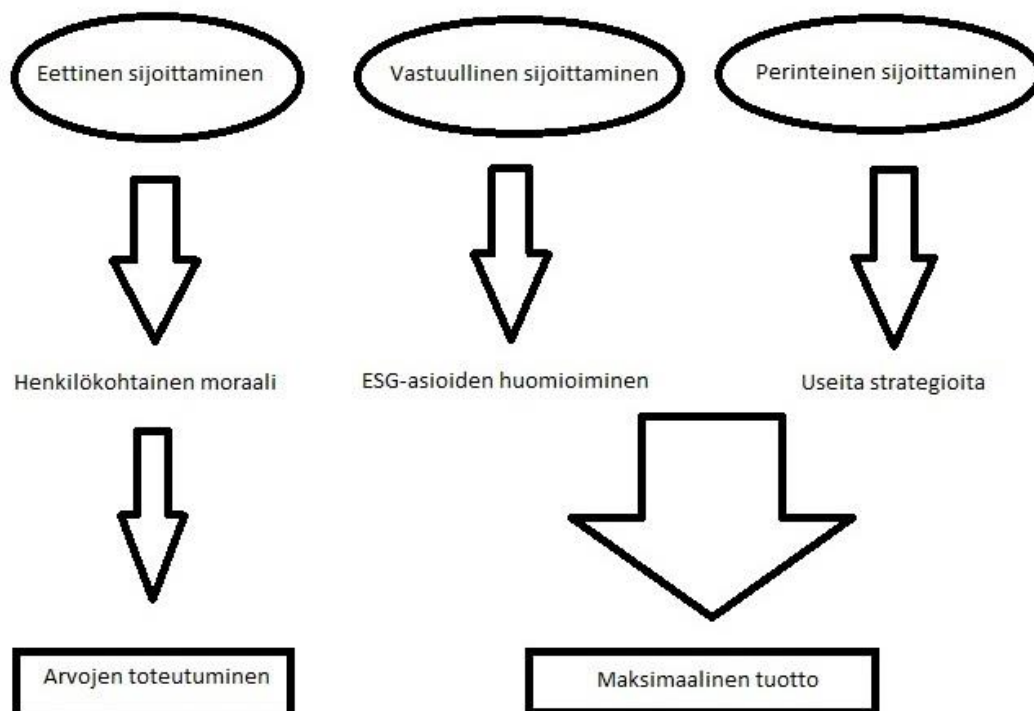 Eettinen sijoittaminen
Vastuullinen sijoittaminen
Perinteinen sijoittaminen
Henkilökohtainen moraali
ESG-asioiden huomioiminen
Useita strategioita
Arvojen toteutuminen
Maksimaalinen tuotto